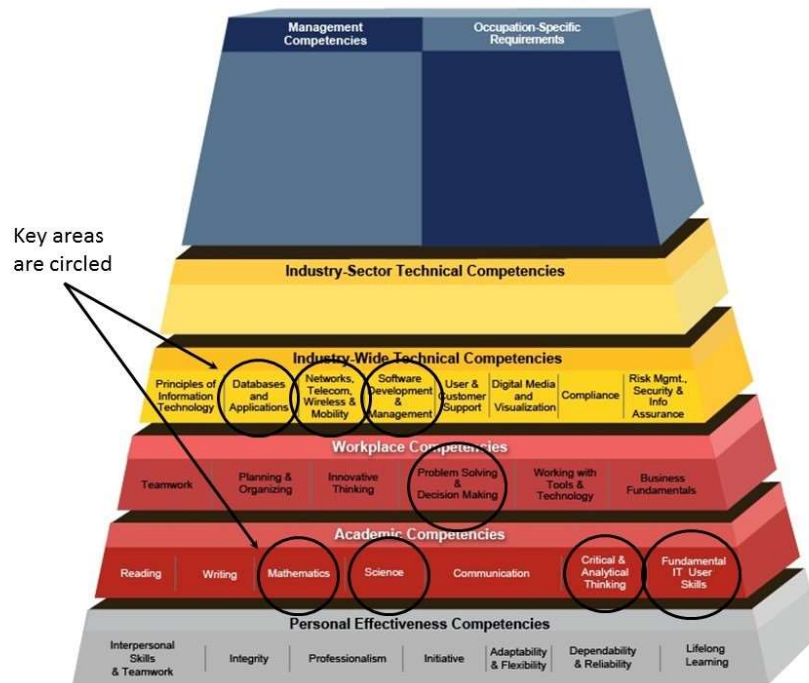 Management
Competencies
Occupation-Specific
Requirements
Key areas
are circled
Industry-Sector Technical Competencies
Industry-Wide Technical Competencies
Principles of
Information
Technology
Databases
and
Applications
Networks,
Telecom,
Wireless &
Mobility
Software
Development
&
Management
User &
Customer
Support
Digital Media
and
Visualization
Compliance
Risk Mgmt.,
Security &
Info
Assurance
Workplace Competencies
Teamwork
Planning &
Organizing
Innovative
Thinking
Problem Solving
&
Decision Making
Working with
Tools &
Technology
Business
Fundamentals
Academic Competencies
Reading
Writing
Mathematics
Science
Communication
Critical &
Analytical
Thinking
Fundamental
IT User
Skills
Personal Effectiveness Competencies
Interpersonal
Skills
& Teamwork
Integrity
Professionalism
Initiative
Adaptability
& Flexibility
Dependability
& Reliability
Lifelong
Learning